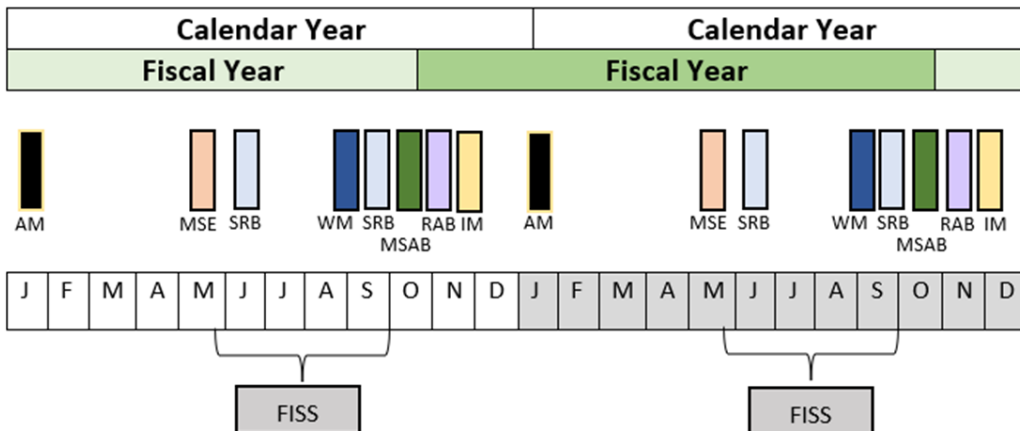 Calendar Year Calendar Year
Fiscal Year Fiscal Year
AM MSE SRB WM SRB RAB IM AM MSE SRB WM SRB RAB IM
MSAB MSAB
J F M A M J J A S O N D J F M A M J J A S O N D
FISS FISS